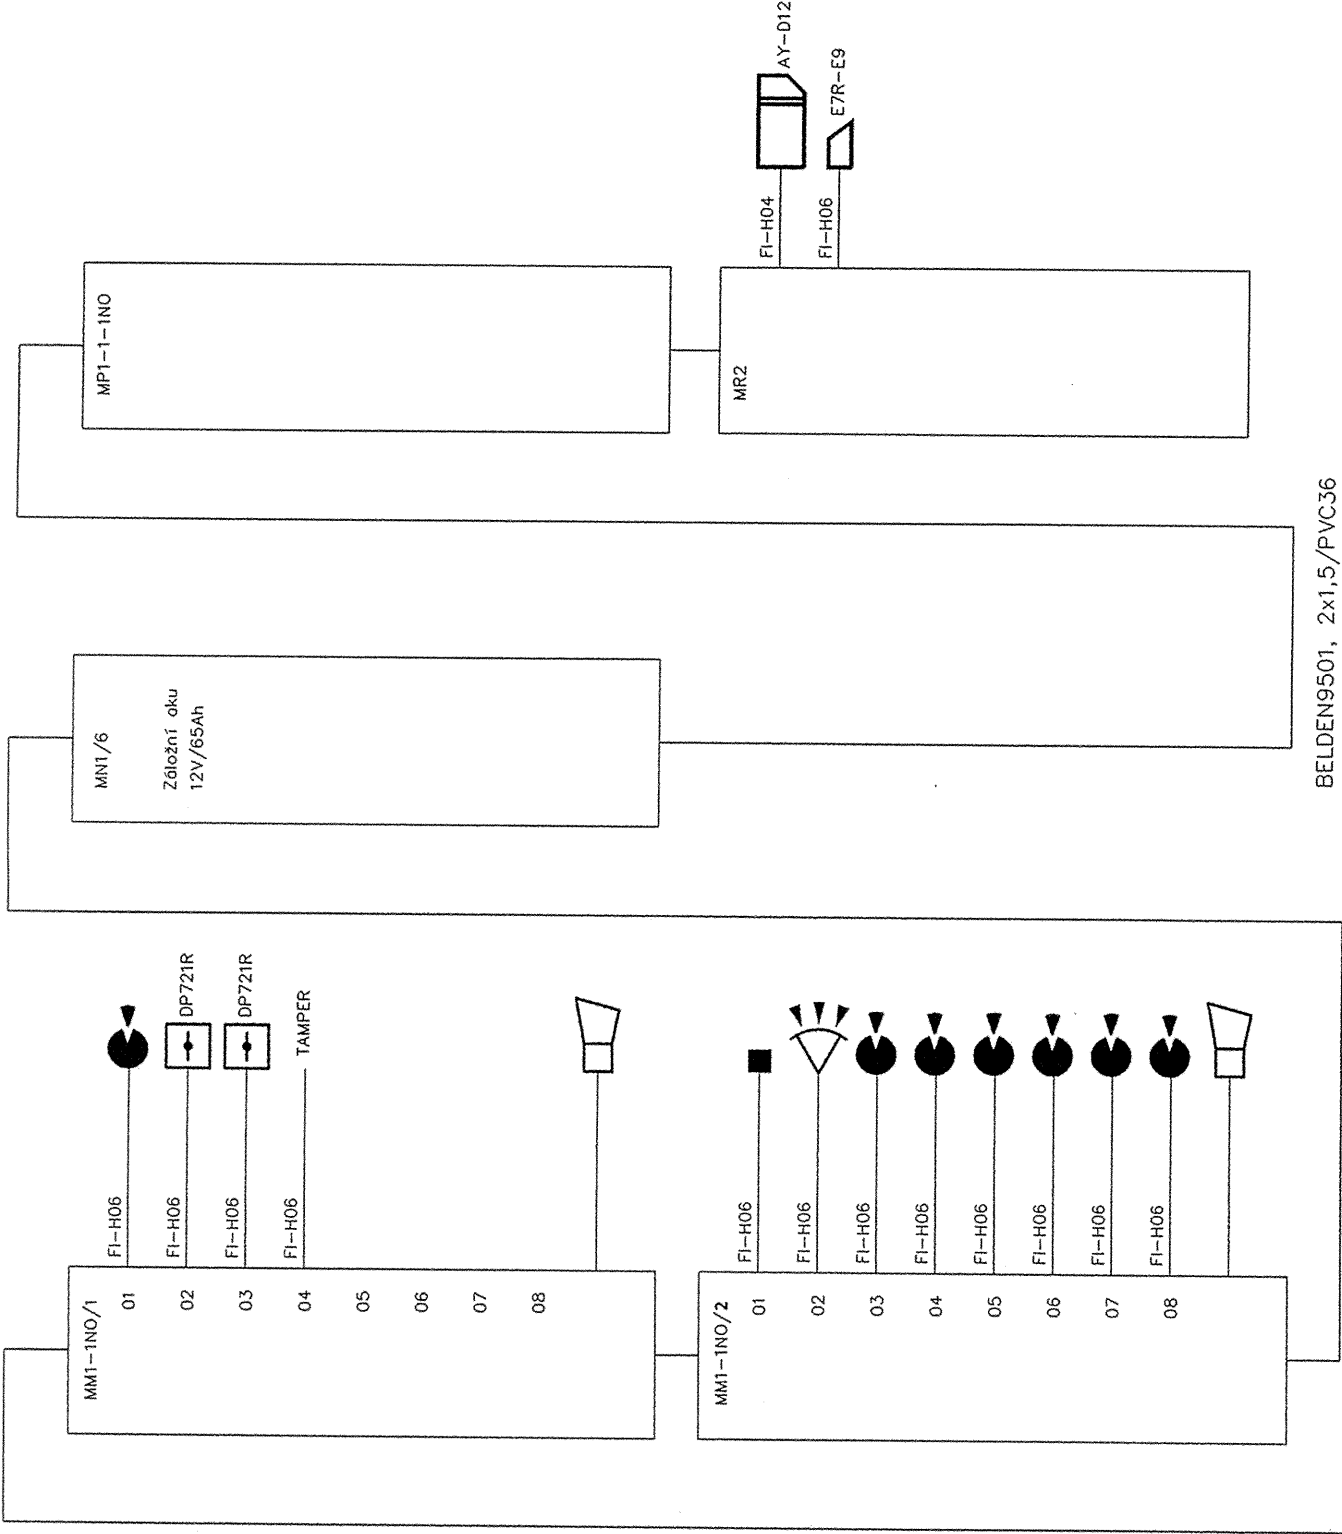 MM1-1NO/1
01
FI-H06
02
FI-H06
DP721R
03
FI-H06
DP721R
04
FI-H06
TAMPER
05
06
07
08
MM1-1NO/2
01
FI-H06
02
FI-H06
03
FI-H06
04
FI-H06
05
FI-H06
06
FI-H06
07
FI-H06
08
FI-H06
MN1/6
Záložní aku
12V/65Ah
MP1-1-1NO
MR2
FI-H04
AY-D12
FI-H06
E7R-E9
BELDEN9501, 2x1,5/PVC36